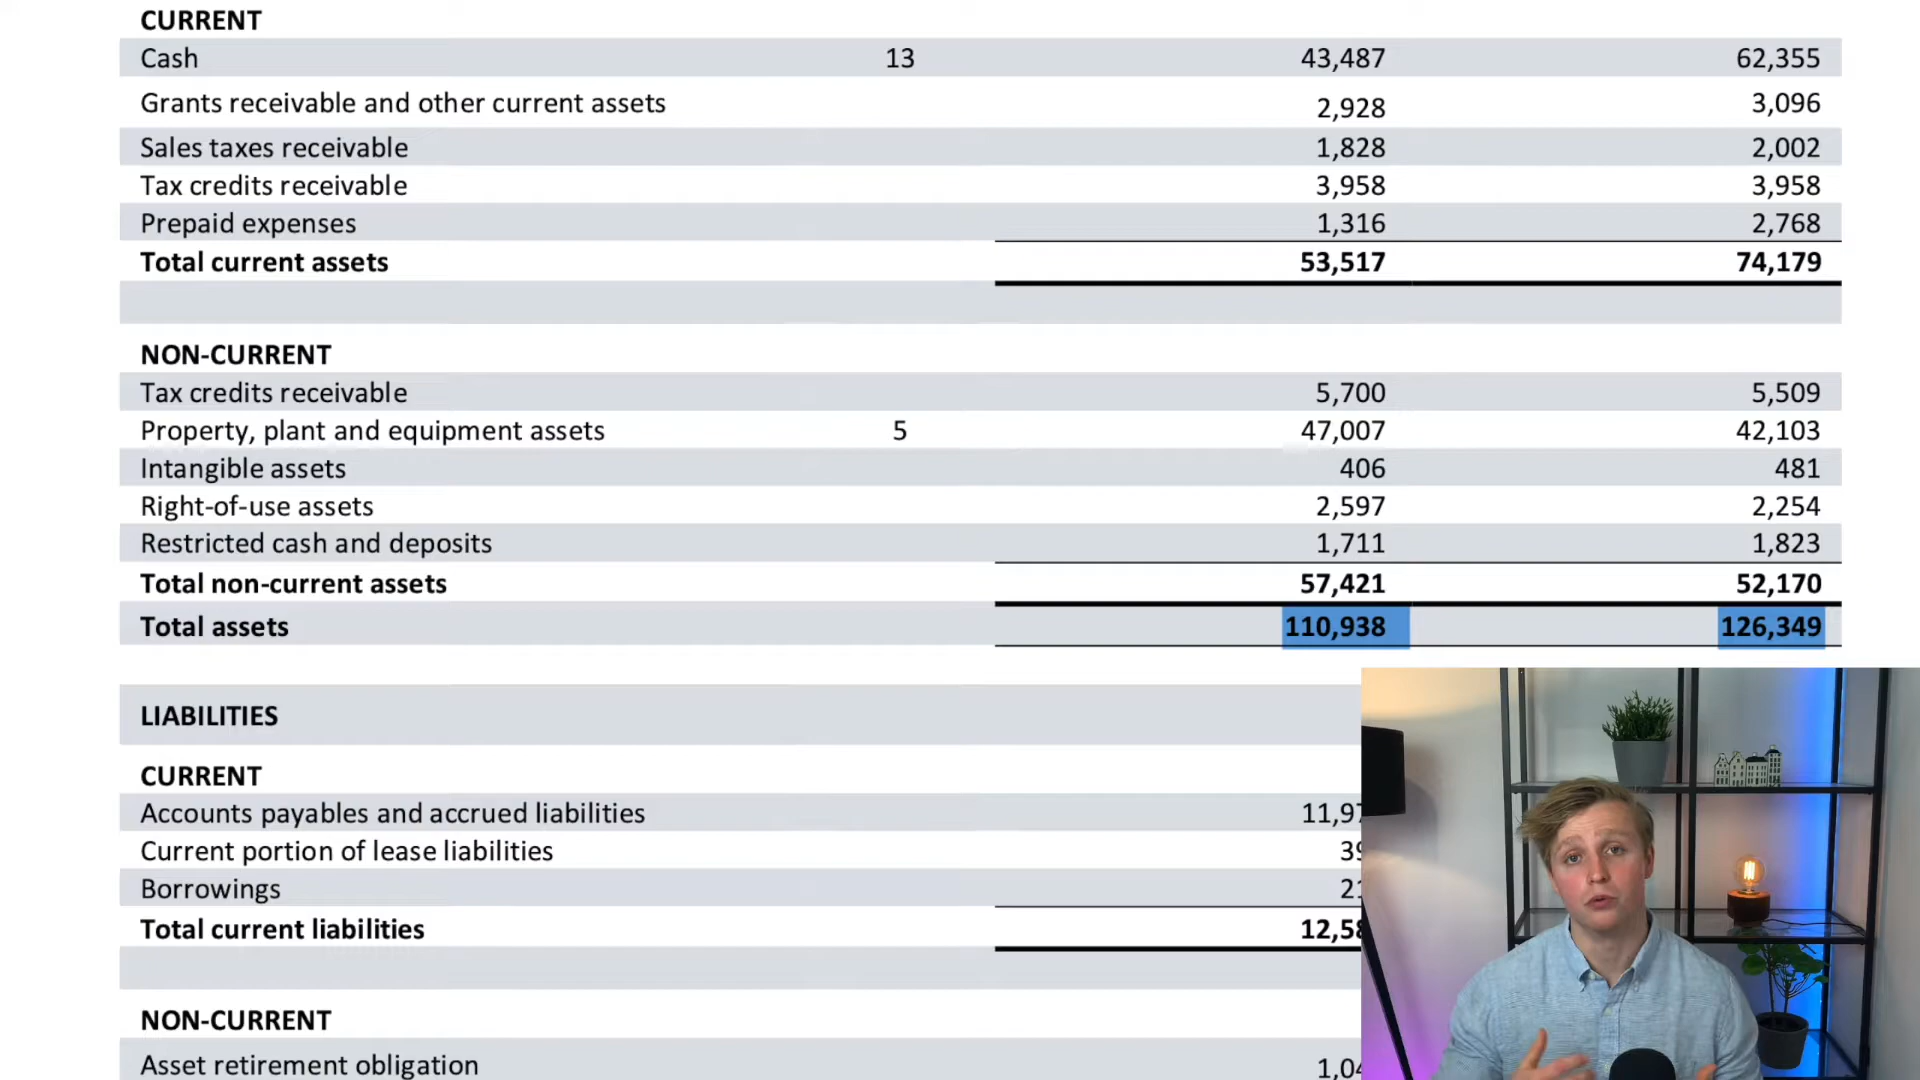 CURRENT
Cash 13 43,487 62,355
Grants receivable and other current assets 2,928 3,096
Sales taxes receivable 1,828 2,002
Tax credits receivable 3,958 3,958
Prepaid expenses 1,316 2,768
Total current assets 53,517 74,179
NON-CURRENT
Tax credits receivable 5,700 5,509
Property, plant and equipment assets 5 47,007 42,103
Intangible assets 406 481
Right-of-use assets 2,597 2,254
Restricted cash and deposits 1,711 1,823
Total non-current assets 57,421 52,170
Total assets 110,938 126,349
LIABILITIES
CURRENT
Accounts payables and accrued liabilities
Current portion of lease liabilities
Borrowings
Total current liabilities
NON-CURRENT
Asset retirement obligation